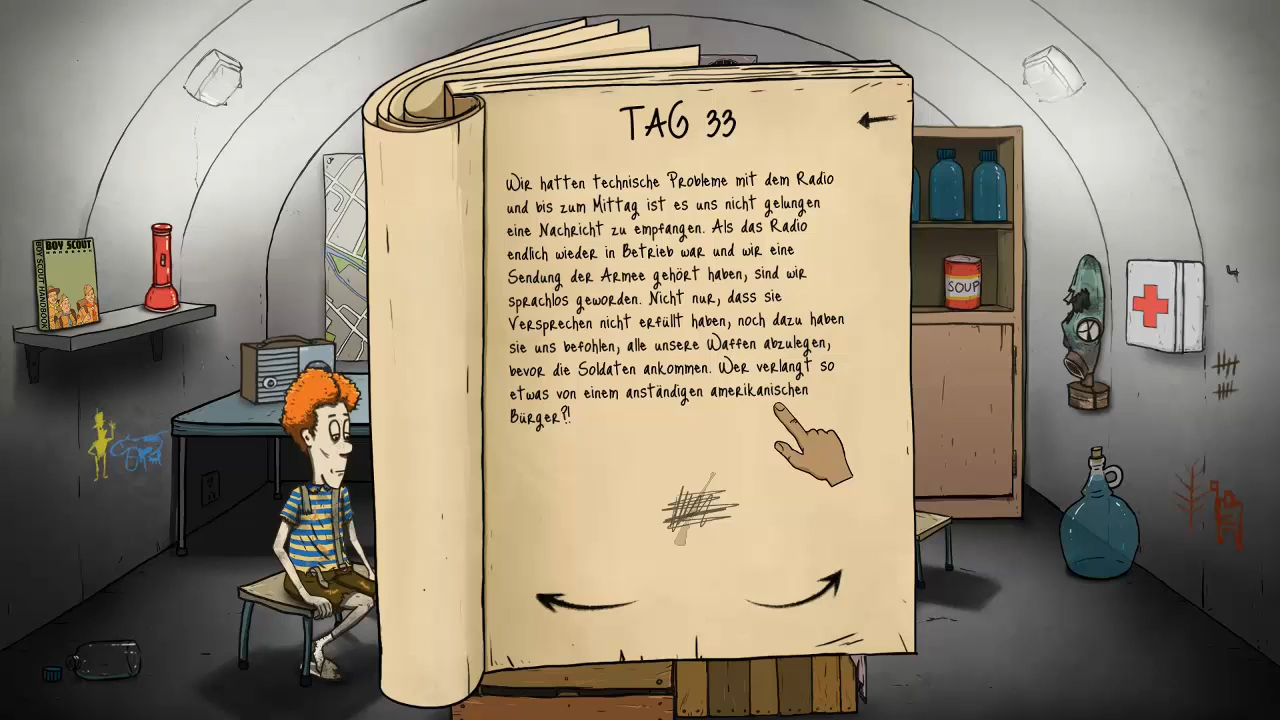 TAG 33
Wir hatten technische Probleme mit dem Radio
und bis zum Mittag ist es uns nicht gelungen
eine Nachricht zu empfangen. Als das Radio
endlich wieder in Betrieb war und wir eine
Sendung der Armee gehört haben, sind wir
sprachlos geworden. Nicht nur, dass sie
Versprechen nicht erfüllt haben, noch dazu haben
sie uns befohlen, alle unsere Waffen abzulegen,
bevor die Soldaten ankommen. Wer verlangt so
etwas von einem anständigen amerikanischen
Bürger?!
BOY SCOUT
BOY SCOUT HANDBOOK
SOUP